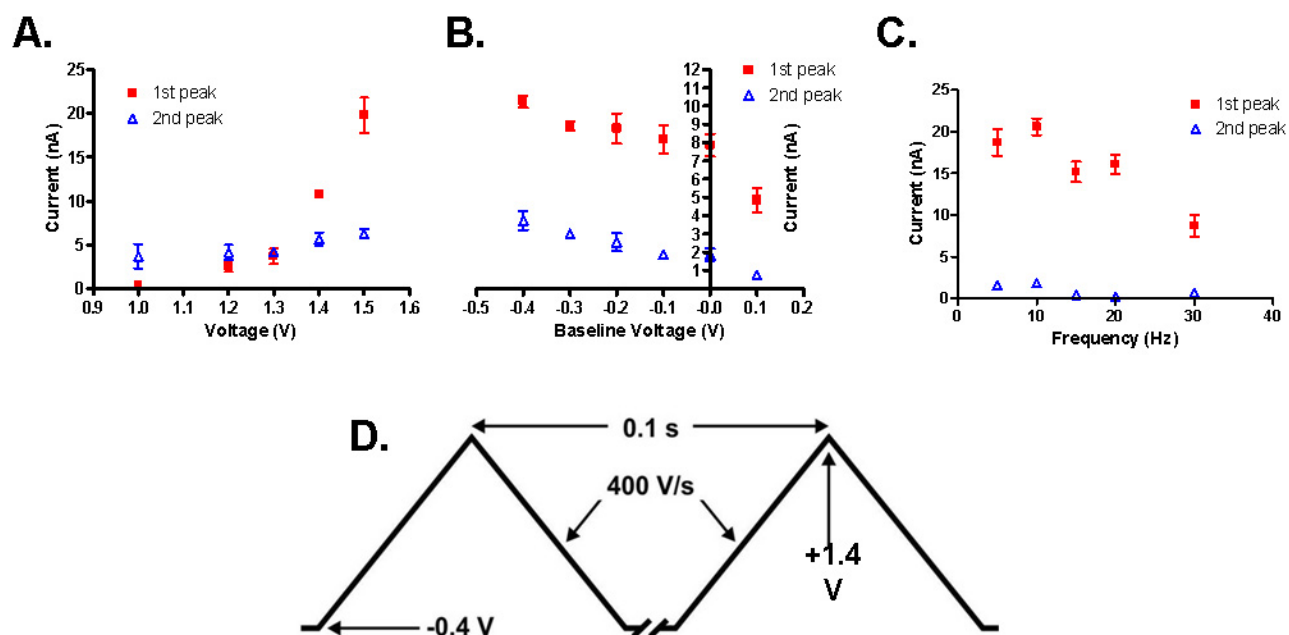 A.
25
20
15
10
5
0
Current (nA)
1st peak
2nd peak
0.9 1.0 1.1 1.2 1.3 1.4 1.5 1.6
Voltage (V)
B.
12
11
10
9
8
7
6
5
4
3
2
1
Current (nA)
1st peak
2nd peak
-0.5 -0.4 -0.3 -0.2 -0.1 -0.0 0.1 0.2
Baseline Voltage (V)
C.
25
20
15
10
5
0
Current (nA)
1st peak
2nd peak
0 10 20 30 40
Frequency (Hz)
D.
0.1 s
400 V/s
+1.4
V
-0.4 V